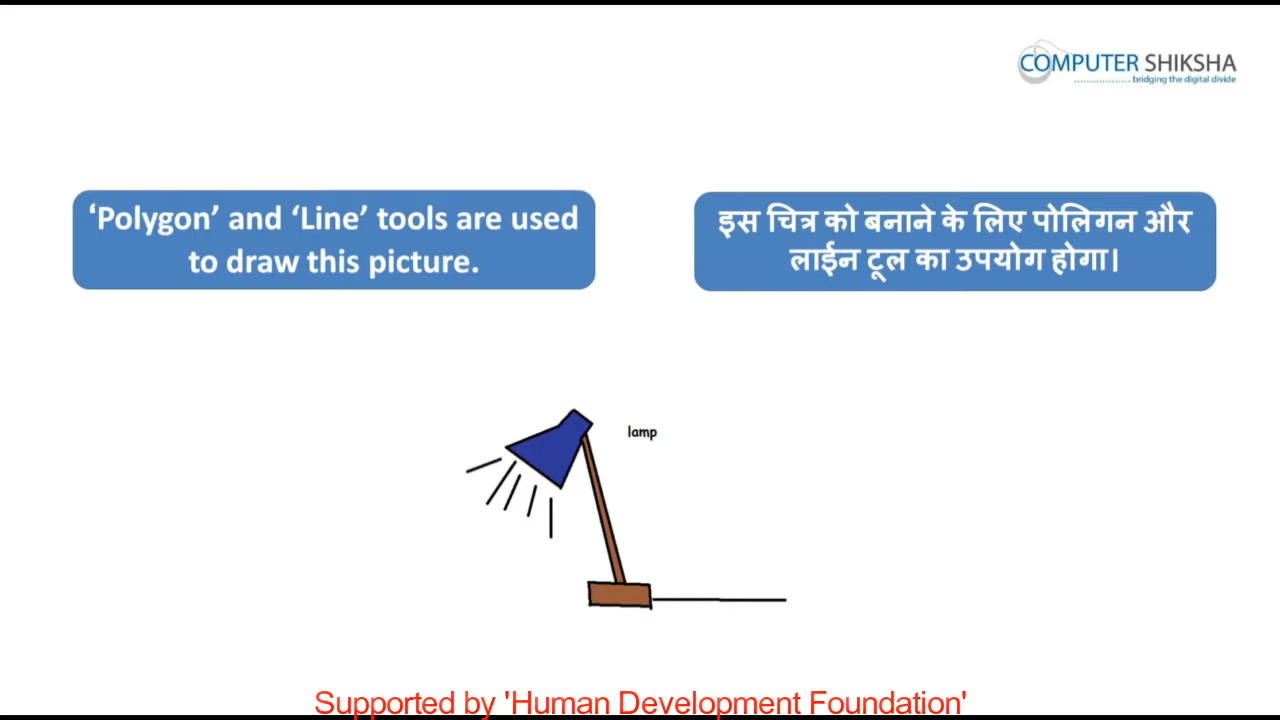 COMPUTER SHIKSHA
bridging the digital divide
‘Polygon’ and ‘Line’ tools are used
to draw this picture.
इस चित्र को बनाने के लिए पोलिगन और
लाईन टूल का उपयोग होगा।
lamp
Supported by 'Human Development Foundation'